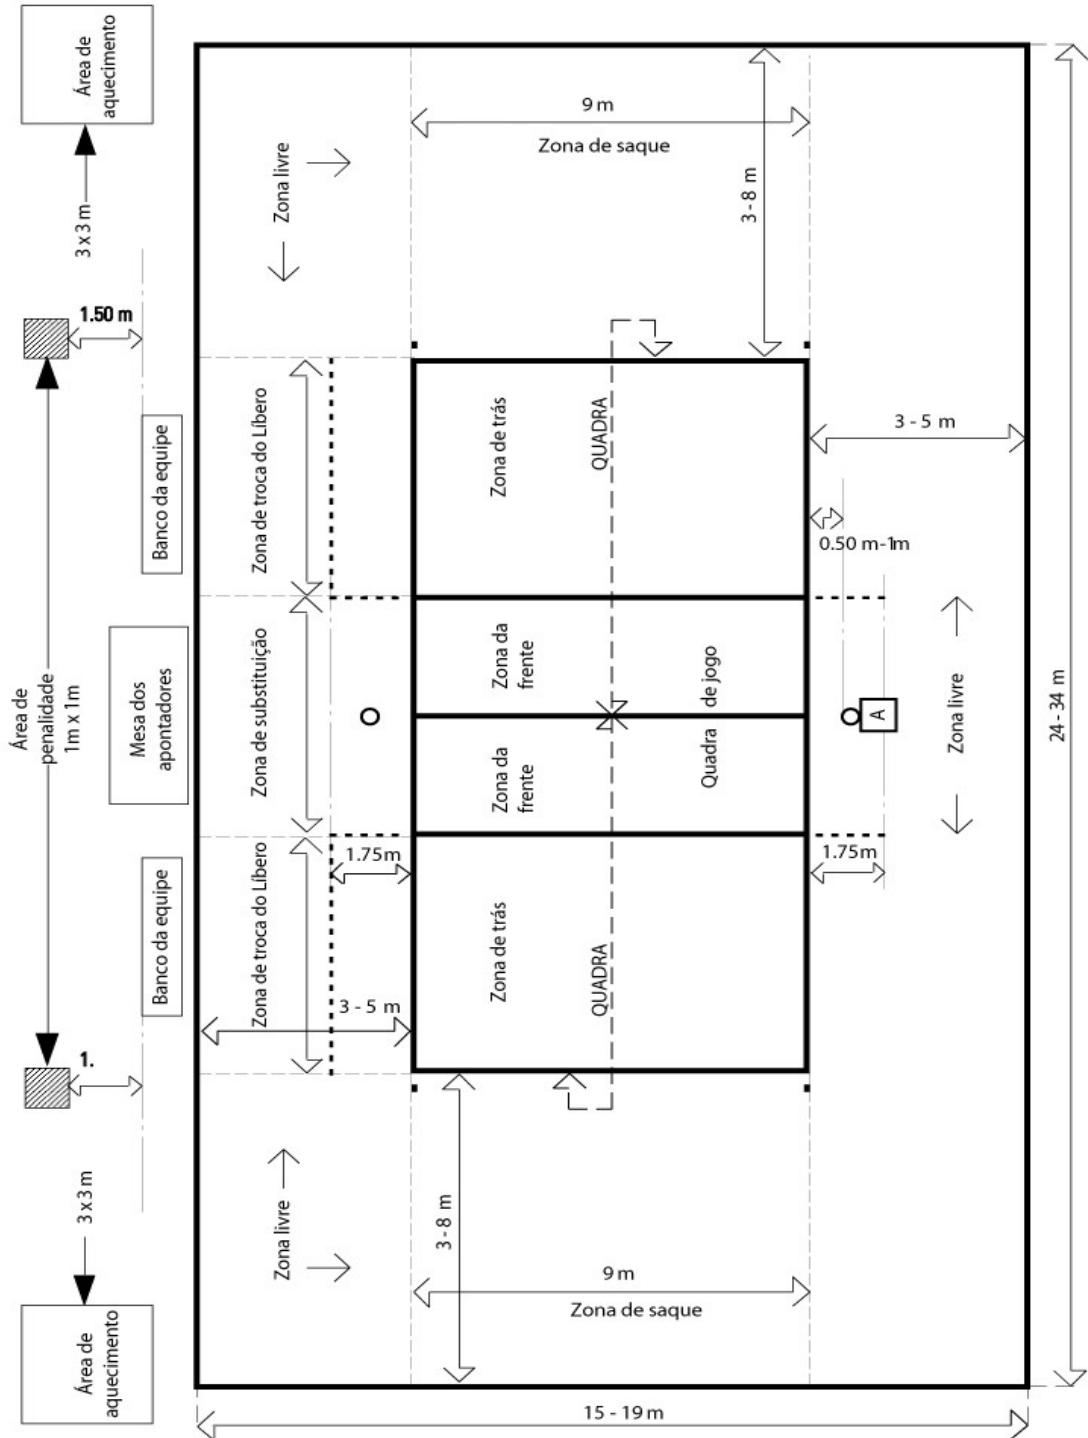 Área de
aquecimento
3 x 3 m
1.50 m
Banco da equipe
Área de
penalidade
1m x 1m
Mesa dos
apontadores
Banco da equipe
1.
3 x 3 m
Área de
aquecimento
Zona livre
Zona de troca do Líbero
Zona de substituição
Zona de troca do Líbero
Zona livre
9 m
Zona de saque
3 - 8 m
Zona de trás
QUADRA
3 - 5 m
0.50 m-1m
Zona da
frente
de jogo
Zona da
frente
Quadra
A
Zona livre
24 - 34 m
1.75m
1.75m
Zona de trás
QUADRA
3 - 5 m
3 - 8 m
9 m
Zona de saque
15 - 19 m